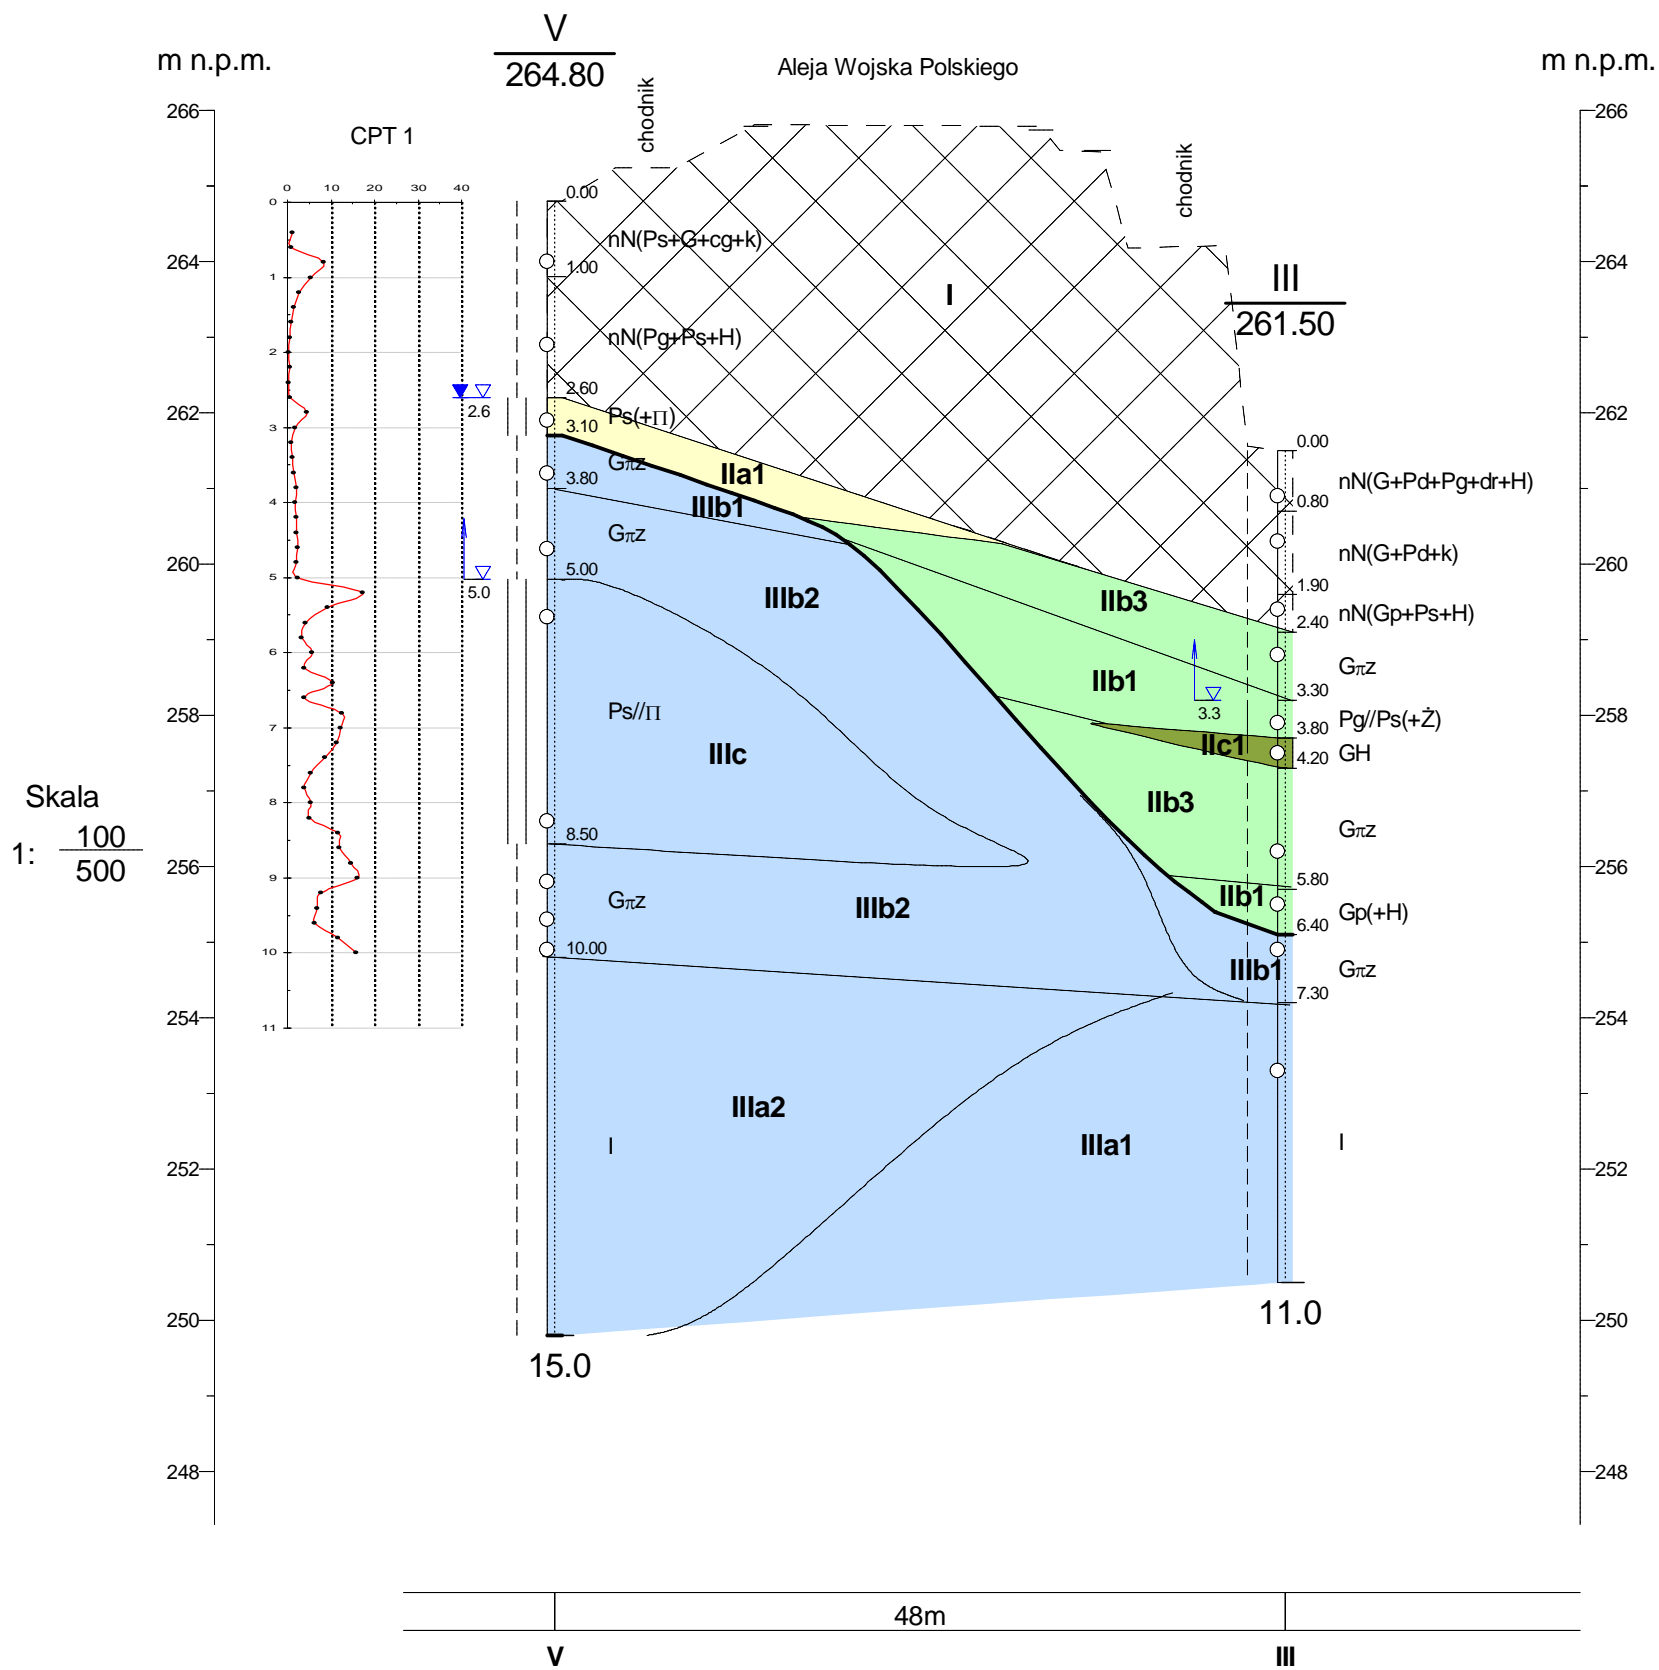 V
264.80
Aleja Wojska Polskiego
m n.p.m.
m n.p.m.
chodnik
chodnik
CPT 1
0 10 20 30 40
0
1
2
3
4
5
6
7
8
9
10
11
266
264
262
260
258
256
254
252
250
248
266
264
262
260
258
256
254
252
250
248
Skala
1: 100
500
2.6
5.0
0.00
nN(Ps+G+cg+k)
1.00
nN(Pg+Ps+H)
2.60
Ps(+Π)
3.10
Gπz
3.80
Gπz
5.00
Ps//Π
8.50
Gπz
10.00
I
15.0
I
IIa1
IIIb1
IIIb2
IIIc
IIIb2
IIIa2
IIIa1
IIb3
IIb1
IIc1
IIb3
IIb1
IIIb1
3.3
III
261.50
0.00
nN(G+Pd+Pg+dr+H)
0.80
nN(G+Pd+k)
1.90
nN(Gp+Ps+H)
2.40
Gπz
3.30
Pg//Ps(+Ż)
3.80
GH
4.20
Gπz
5.80
Gp(+H)
6.40
Gπz
7.30
I
11.0
48m
V
III